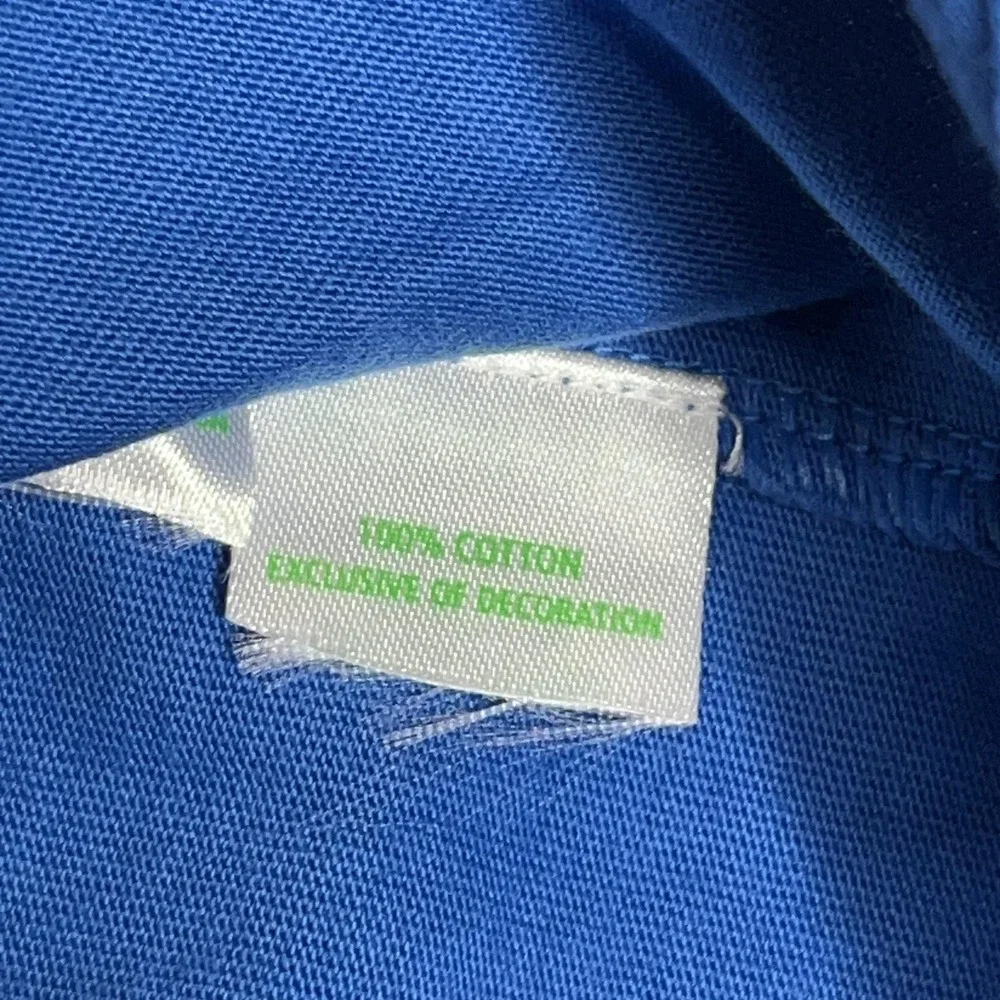 100% COTTON
EXCLUSIVE OF DECORATION